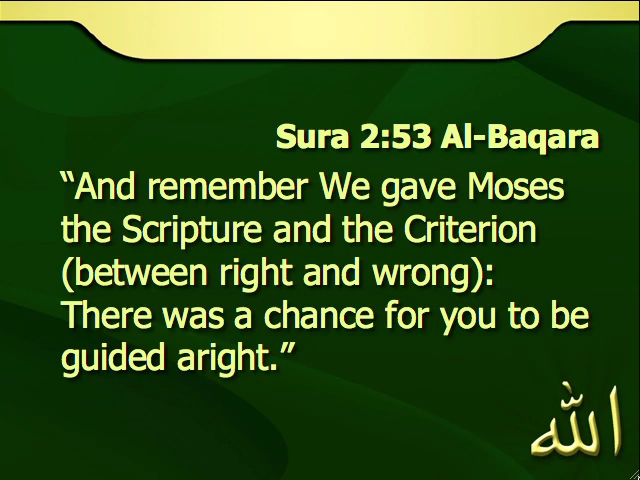 Sura 2:53 Al-Baqara
“And remember We gave Moses
the Scripture and the Criterion
(between right and wrong):
There was a chance for you to be
guided aright.”
الله